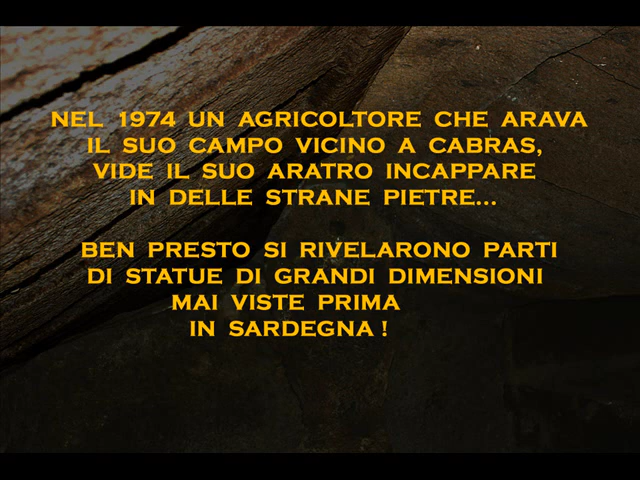 NEL 1974 UN AGRICOLTORE CHE ARAVA
IL SUO CAMPO VICINO A CABRAS,
VIDE IL SUO ARATRO INCAPPARE
IN DELLE STRANE PIETRE...
BEN PRESTO SI RIVELARONO PARTI
DI STATUE DI GRANDI DIMENSIONI
MAI VISTE PRIMA
IN SARDEGNA !